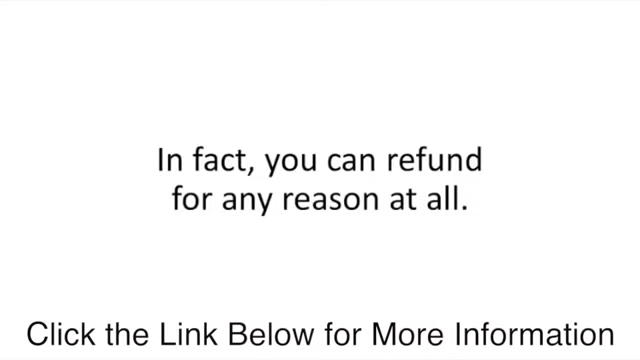 In fact, you can refund
for any reason at all.
Click the Link Below for More Information